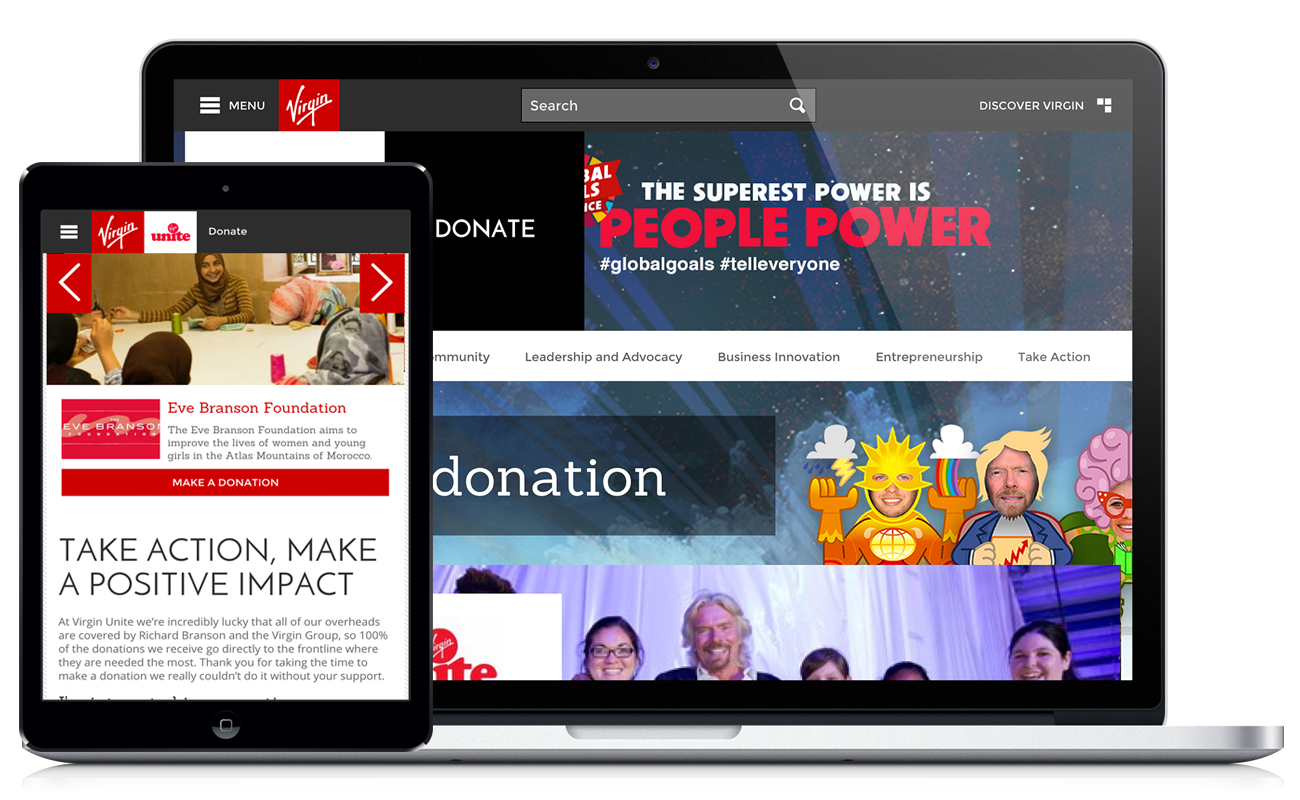 MENU
Virgin
Search
DISCOVER VIRGIN
DONATE
THE SUPEREST POWER IS
PEOPLE POWER
#globalgoals #telleveryone
mmunity
Leadership and Advocacy
Business Innovation
Entrepreneurship
Take Action
donation
Virgin
unite
Donate
Eve Branson Foundation
THE
EVE BRANSON
FOUNDATION
The Eve Branson Foundation aims to
improve the lives of women and young
girls in the Atlas Mountains of Morocco.
MAKE A DONATION
TAKE ACTION, MAKE
A POSITIVE IMPACT
At Virgin Unite we’re incredibly lucky that all of our overheads
are covered by Richard Branson and the Virgin Group, so 100%
of the donations we receive go directly to the frontline where
they are needed the most. Thank you for taking the time to
make a donation we really couldn’t do it without your support.